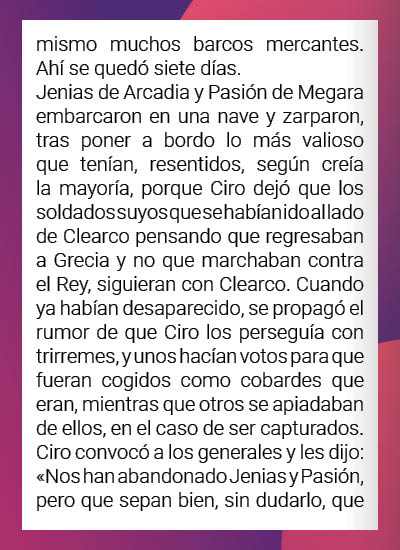 mismo muchos barcos mercantes.
Ahí se quedó siete días.
Jenias de Arcadia y Pasión de Megara
embarcaron en una nave y zarparon,
tras poner a bordo lo más valioso
que tenían, resentidos, según creía
la mayoría, porque Ciro dejó que los
soldados suyos que se habían ido al lado
de Clearco pensando que regresaban
a Grecia y no que marchaban contra
el Rey, siguieran con Clearco. Cuando
ya habían desaparecido, se propagó el
rumor de que Ciro los perseguía con
trirremes, y unos hacían votos para que
fueran cogidos como cobardes que
eran, mientras que otros se apiadaban
de ellos, en el caso de ser capturados.
Ciro convocó a los generales y les dijo:
«Nos han abandonado Jenias y Pasión,
pero que sepan bien, sin dudarlo, que